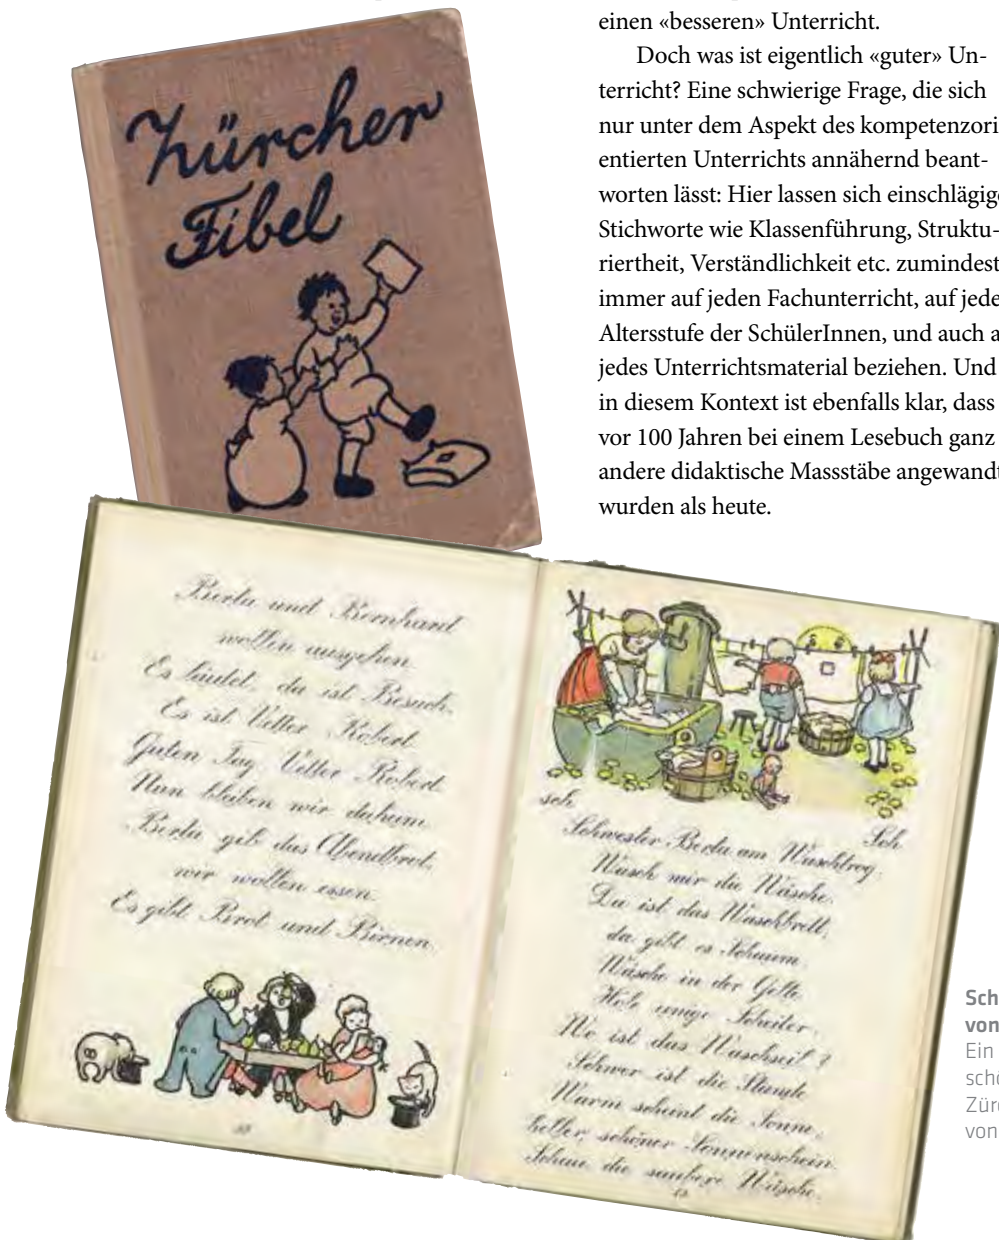 einen «besseren» Unterricht.
Doch was ist eigentlich «guter» Un-
terricht? Eine schwierige Frage, die sich
nur unter dem Aspekt des kompetenzori
entierten Unterrichts annähernd beant-
worten lässt: Hier lassen sich einschlägige
Stichworte wie Klassenführung, Struktu-
riertheit, Verständlichkeit etc. zumindest
immer auf jeden Fachunterricht, auf jede
Altersstufe der SchülerInnen, und auch a
jedes Unterrichtsmaterial beziehen. Und
in diesem Kontext ist ebenfalls klar, dass
vor 100 Jahren bei einem Lesebuch ganz
andere didaktische Massstäbe angewandt
wurden als heute.
Zürcher
Fibel
Berta und Bernhard
wollen ausgehen.
Es läutet, da ist Besuch.
Es ist Vetter Robert.
Guten Tag Vetter Robert.
Nun bleiben wir daheim.
Berta gib das Abendbrot,
wir wollen essen.
Es gibt Brot und Birnen.
sch Sch
Schwester Berta am Waschtrog:
Wasch mir die Wäsche.
Da ist das Waschbrett,
da gibt es Schaum.
Wäsche in der Gelte.
Hole einige Scheiter.
Wo ist das Waschseil?
Schwer ist die Stande.
Warm scheint die Sonne,
heller, schöner Sonnenschein.
Schau, die saubere Wäsche.
Sch
von
Ein
schö
Zürc
von